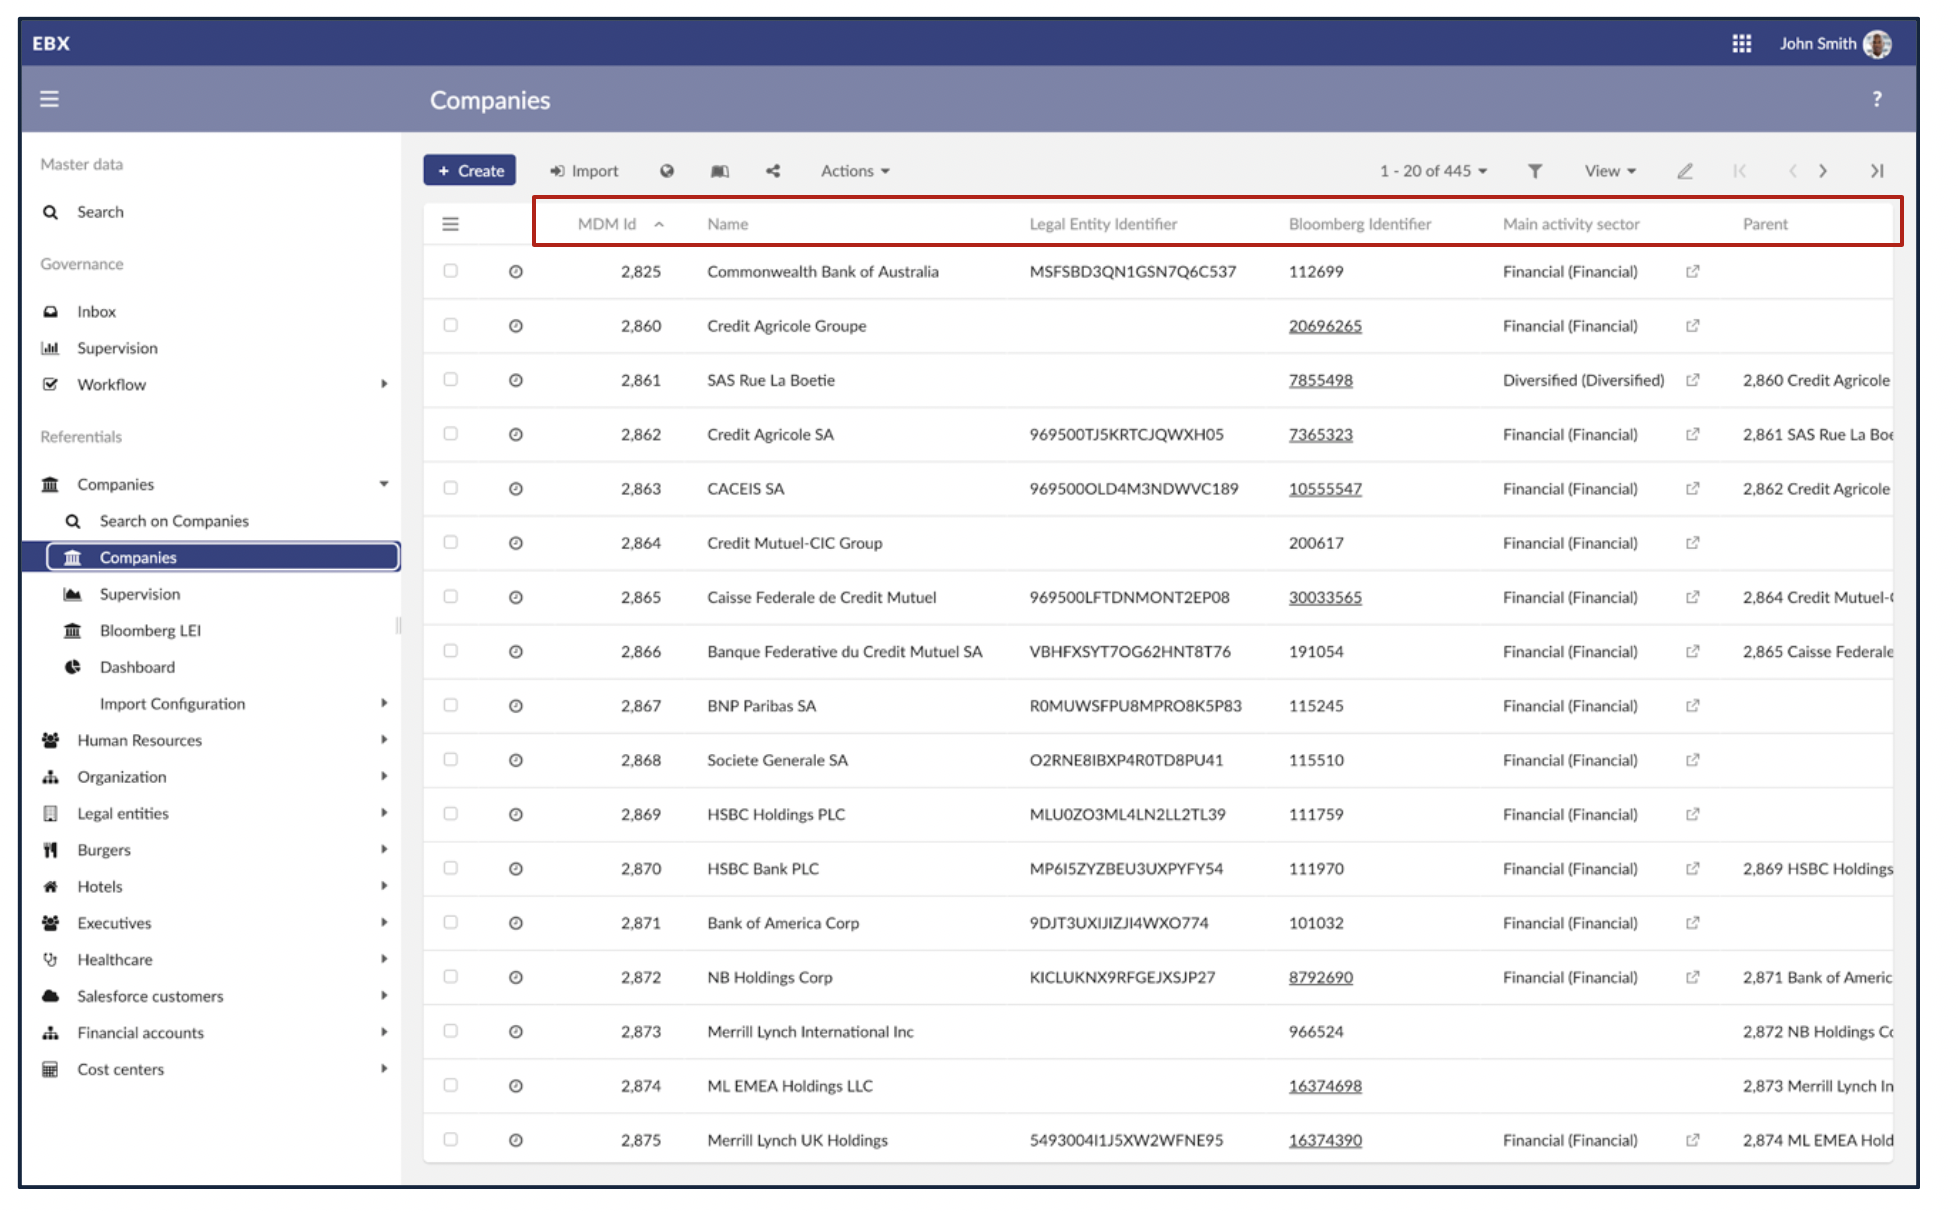 EBX
John Smith
Companies
?
Master data
Search
Governance
Inbox
Supervision
Workflow
Referentials
Companies
Search on Companies
Companies
Supervision
Bloomberg LEI
Dashboard
Import Configuration
Human Resources
Organization
Legal entities
Burgers
Hotels
Executives
Healthcare
Salesforce customers
Financial accounts
Cost centers
+ Create Import Actions 1 - 20 of 445 View
MDM Id Name Legal Entity Identifier Bloomberg Identifier Main activity sector Parent
2,825 Commonwealth Bank of Australia MSFSBD3QN1GSN7Q6C537 112699 Financial (Financial)
2,860 Credit Agricole Groupe 20696265 Financial (Financial)
2,861 SAS Rue La Boetie 7855498 Diversified (Diversified) 2,860 Credit Agricole
2,862 Credit Agricole SA 969500TJ5KRTCJQWXH05 7365323 Financial (Financial) 2,861 SAS Rue La Boe
2,863 CACEIS SA 969500OLD4M3NDWVC189 10555547 Financial (Financial) 2,862 Credit Agricole
2,864 Credit Mutuel-CIC Group 200617 Financial (Financial)
2,865 Caisse Federale de Credit Mutuel 969500LFTDNMONT2EP08 30033565 Financial (Financial) 2,864 Credit Mutuel-
2,866 Banque Federative du Credit Mutuel SA VBHFXSYT7OG62HNT8T76 191054 Financial (Financial) 2,865 Caisse Federale
2,867 BNP Paribas SA R0MUWSFPU8MPRO8K5P83 115245 Financial (Financial)
2,868 Societe Generale SA O2RNE8IBXP4R0TD8PU41 115510 Financial (Financial)
2,869 HSBC Holdings PLC MLU0ZO3ML4LN2LL2TL39 111759 Financial (Financial)
2,870 HSBC Bank PLC MP6I5ZYZBEU3UXPYFY54 111970 Financial (Financial) 2,869 HSBC Holdings
2,871 Bank of America Corp 9DJT3UXIJIZJI4WXO774 101032 Financial (Financial)
2,872 NB Holdings Corp KICLUKNX9RFGEJXSJP27 8792690 Financial (Financial) 2,871 Bank of Americ
2,873 Merrill Lynch International Inc 966524 2,872 NB Holdings Co
2,874 ML EMEA Holdings LLC 16374698 2,873 Merrill Lynch In
2,875 Merrill Lynch UK Holdings 5493004I1J5XW2WFNE95 16374390 Financial (Financial) 2,874 ML EMEA Hold